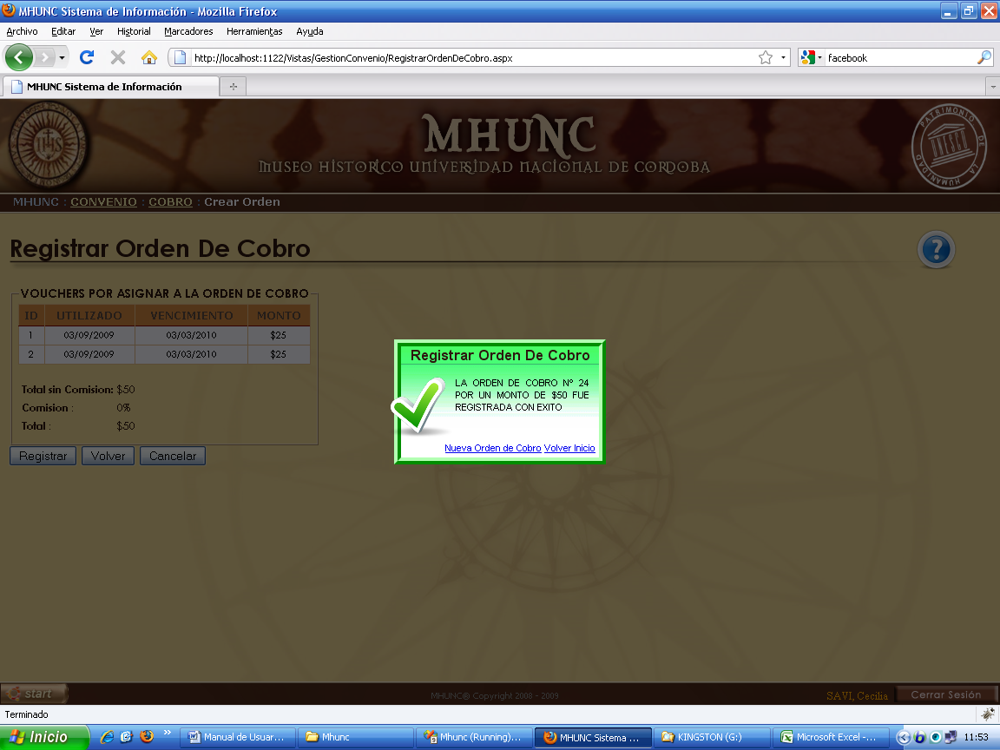 MHUNC Sistema de Información - Mozilla Firefox
Archivo Editar Ver Historial Marcadores Herramientas Ayuda
http://localhost:1122/Vistas/GestionConvenio/RegistrarOrdenDeCobro.aspx
facebook
MHUNC Sistema de Información
MHUNC
MUSEO HISTORICO UNIVERSIDAD NACIONAL DE CORDOBA
PATRIMONIO DE LA HUMANIDAD
UNESCO
IHS
MHUNC : CONVENIO : COBRO : Crear Orden
Registrar Orden De Cobro
?
VOUCHERS POR ASIGNAR A LA ORDEN DE COBRO
ID UTILIZADO VENCIMIENTO MONTO
1 03/09/2009 03/03/2010 $25
2 03/09/2009 03/03/2010 $25
Total sin Comision: $50
Comision : 0%
Total : $50
Registrar Volver Cancelar
Registrar Orden De Cobro
LA ORDEN DE COBRO Nº 24
POR UN MONTO DE $50 FUE
REGISTRADA CON EXITO
Nueva Orden de Cobro Volver Inicio
start
MHUNC® Copyright 2008 - 2009
SAVI, Cecilia
Cerrar Sesión
Terminado
Inicio
Manual de Usuar...
Mhunc
Mhunc (Running)...
MHUNC Sistema ...
KINGSTON (G:)
Microsoft Excel -...
11:53